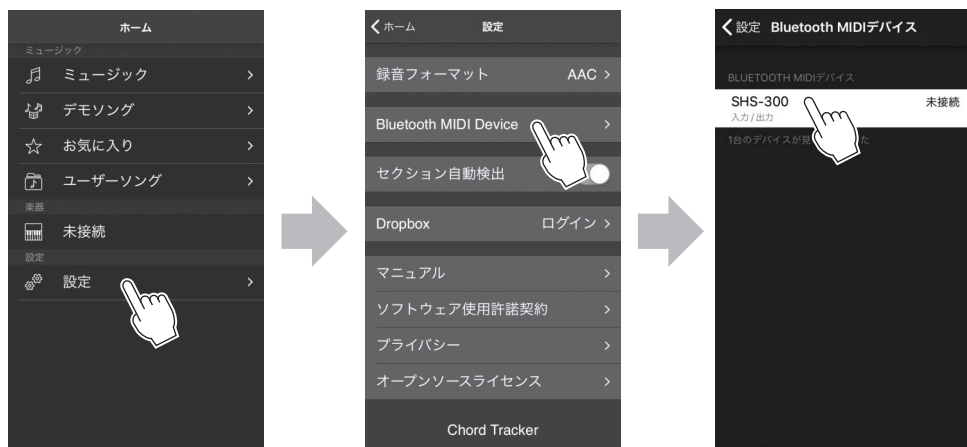 ホーム
ミュージック
ミュージック
デモソング
お気に入り
ユーザーソング
楽器
未接続
設定
設定
ホーム 設定
録音フォーマット AAC
Bluetooth MIDI Device
セクション自動検出
Dropbox ログイン
マニュアル
ソフトウェア使用許諾契約
プライバシー
オープンソースライセンス
Chord Tracker
設定 Bluetooth MIDIデバイス
BLUETOOTH MIDIデバイス
SHS-300 未接続
入力/出力
1台のデバイスが見 た